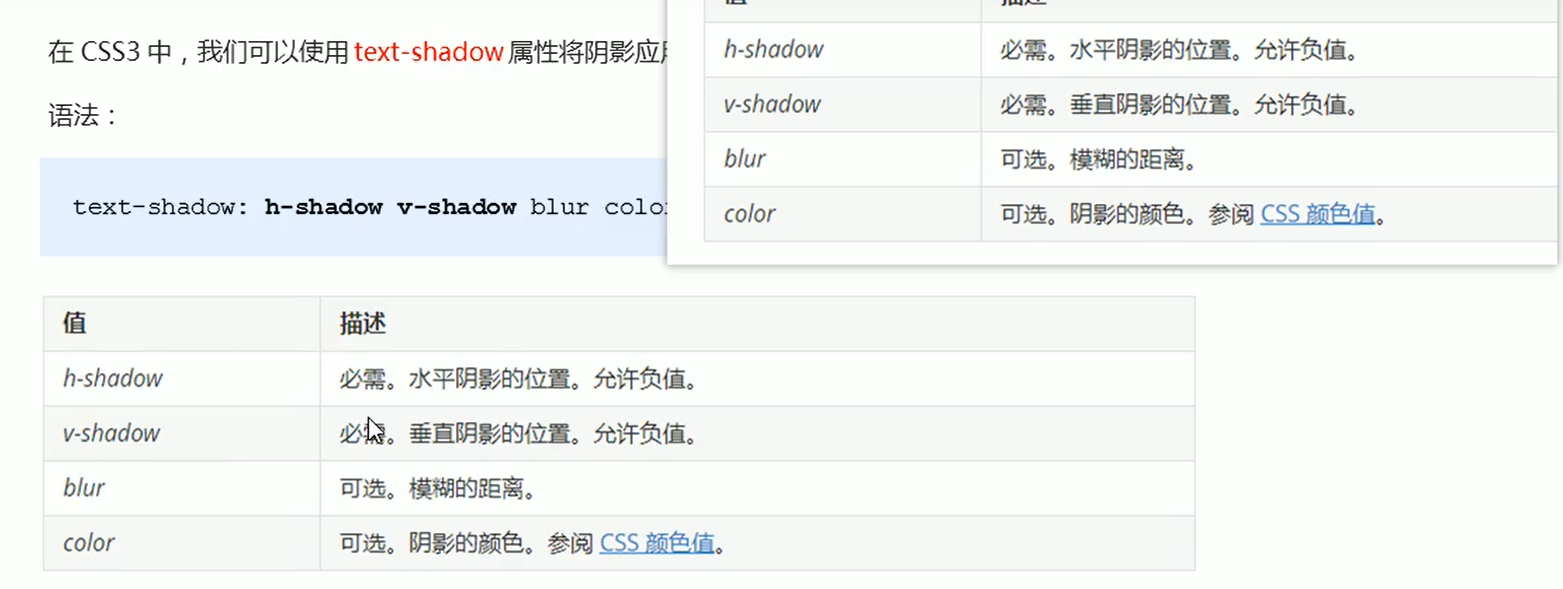 在 CSS3 中，我们可以使用 text-shadow 属性将阴影应
语法：
text-shadow: h-shadow v-shadow blur colo
值 描述
h-shadow 必需。水平阴影的位置。允许负值。
v-shadow 必需。垂直阴影的位置。允许负值。
blur 可选。模糊的距离。
color 可选。阴影的颜色。参阅 CSS 颜色值。
值 描述
h-shadow 必需。水平阴影的位置。允许负值。
v-shadow 必需。垂直阴影的位置。允许负值。
blur 可选。模糊的距离。
color 可选。阴影的颜色。参阅 CSS 颜色值。